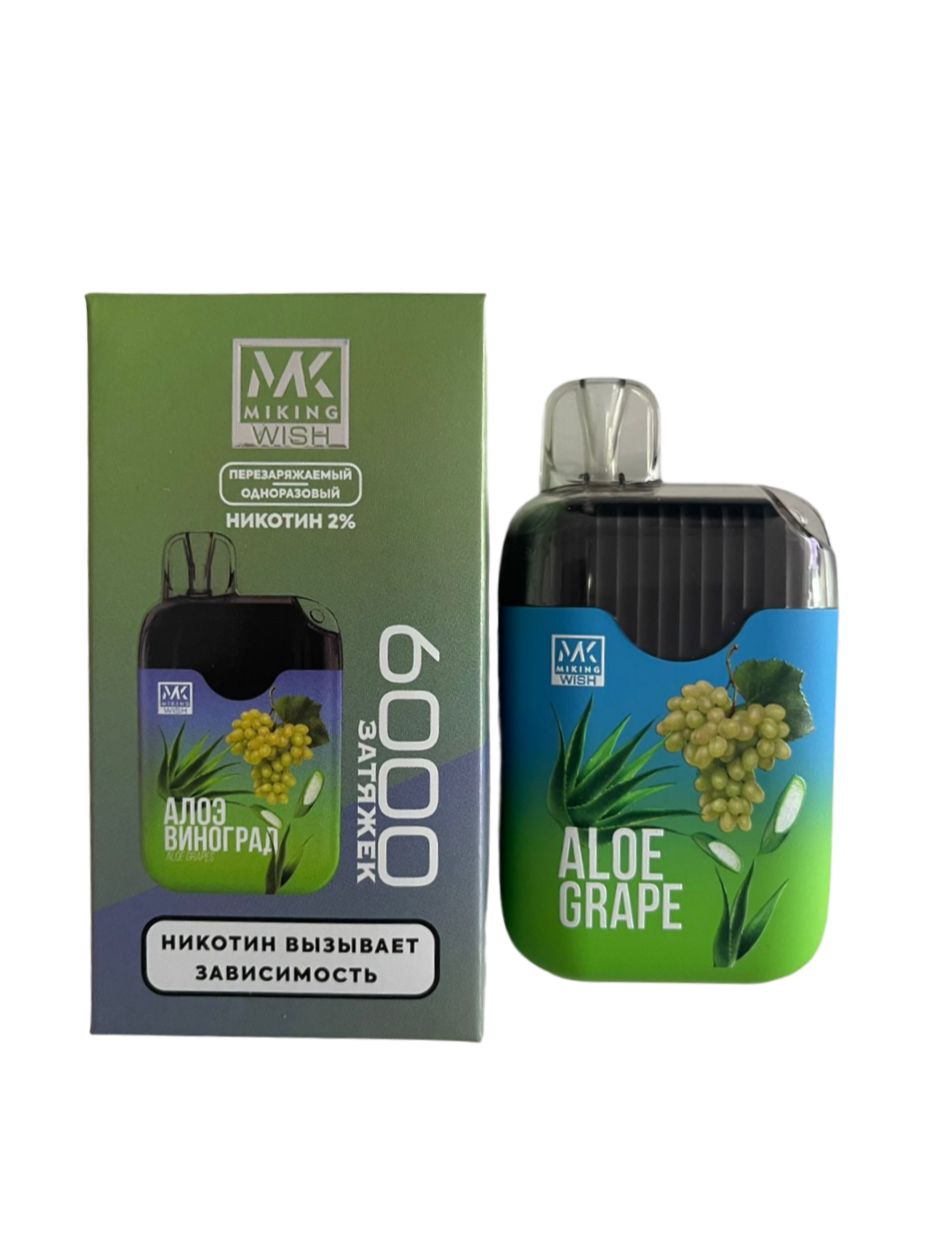 MK
MIKING
WISH
ПЕРЕЗАРЯЖАЕМЫЙ
ОДНОРАЗОВЫЙ
НИКОТИН 2%
MK
MIKING
WISH
АЛОЭ
ВИНОГРАД
ALOE GRAPES
6000
ЗАТЯЖЕК
НИКОТИН ВЫЗЫВАЕТ
ЗАВИСИМОСТЬ
MK
MIKING
WISH
ALOE
GRAPE